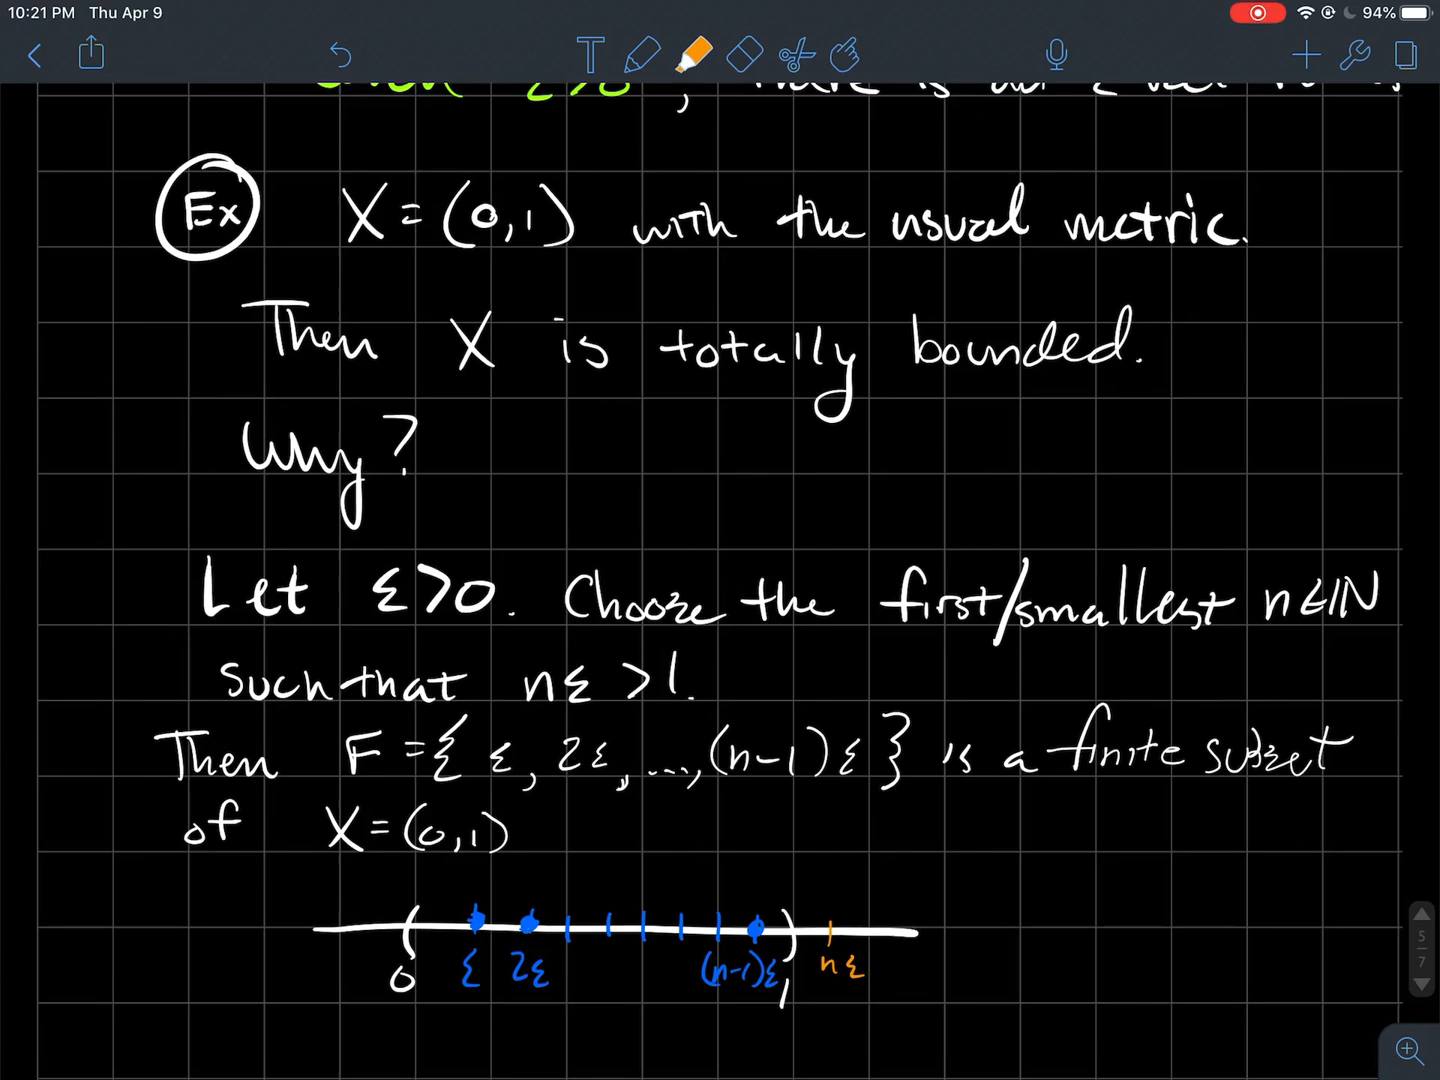 10:21 PM Thu Apr 9
94%
Ex X = (0,1) with the usual metric.
Then X is totally bounded.
Why?
Let ε>0. Choose the first/smallest n∈ℕ
such that nε >1.
Then F = { ε, 2ε, ..., (n-1)ε } is a finite subset
of X = (0,1)
0 ε 2ε (n-1)ε 1 nε
5
7